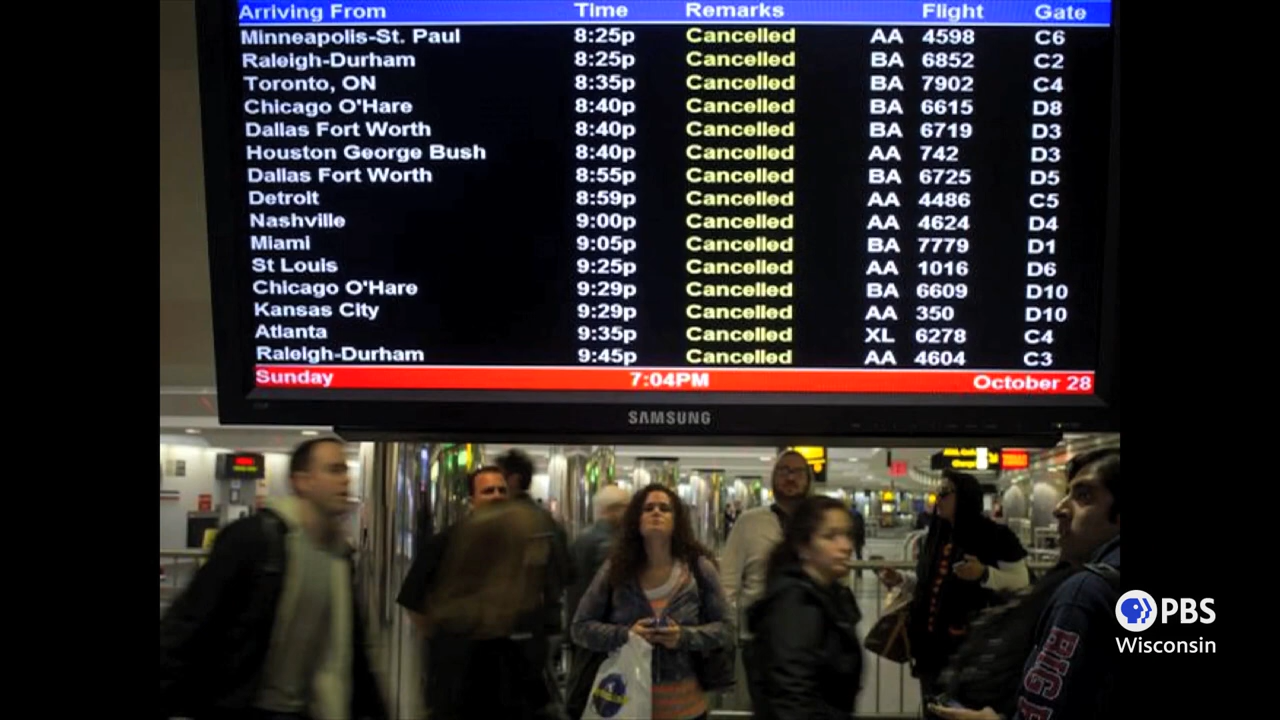 Arriving From Time Remarks Flight Gate
Minneapolis-St. Paul 8:25p Cancelled AA 4598 C6
Raleigh-Durham 8:25p Cancelled BA 6852 C2
Toronto, ON 8:35p Cancelled BA 7902 C4
Chicago O'Hare 8:40p Cancelled BA 6615 D8
Dallas Fort Worth 8:40p Cancelled BA 6719 D3
Houston George Bush 8:40p Cancelled AA 742 D3
Dallas Fort Worth 8:55p Cancelled BA 6725 D5
Detroit 8:59p Cancelled AA 4486 C5
Nashville 9:00p Cancelled AA 4624 D4
Miami 9:05p Cancelled BA 7779 D1
St Louis 9:25p Cancelled AA 1016 D6
Chicago O'Hare 9:29p Cancelled BA 6609 D10
Kansas City 9:29p Cancelled AA 350 D10
Atlanta 9:35p Cancelled XL 6278 C4
Raleigh-Durham 9:45p Cancelled AA 4604 C3
Sunday 7:04PM October 28
SAMSUNG
PBS
Wisconsin